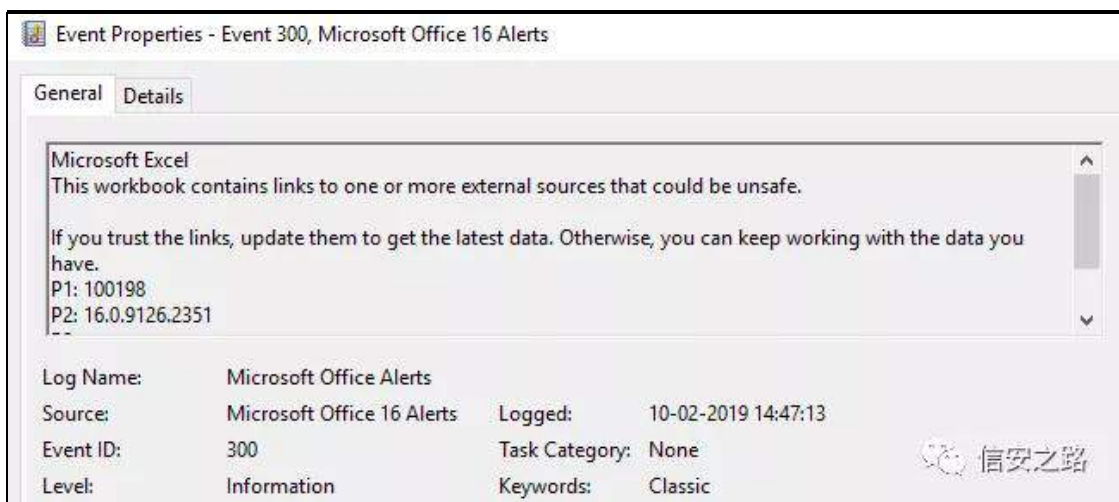 Event Properties - Event 300, Microsoft Office 16 Alerts
General Details
Microsoft Excel
This workbook contains links to one or more external sources that could be unsafe.
If you trust the links, update them to get the latest data. Otherwise, you can keep working with the data you
have.
P1: 100198
P2: 16.0.9126.2351
Log Name: Microsoft Office Alerts
Source: Microsoft Office 16 Alerts Logged: 10-02-2019 14:47:13
Event ID: 300 Task Category: None
Level: Information Keywords: Classic
信安之路